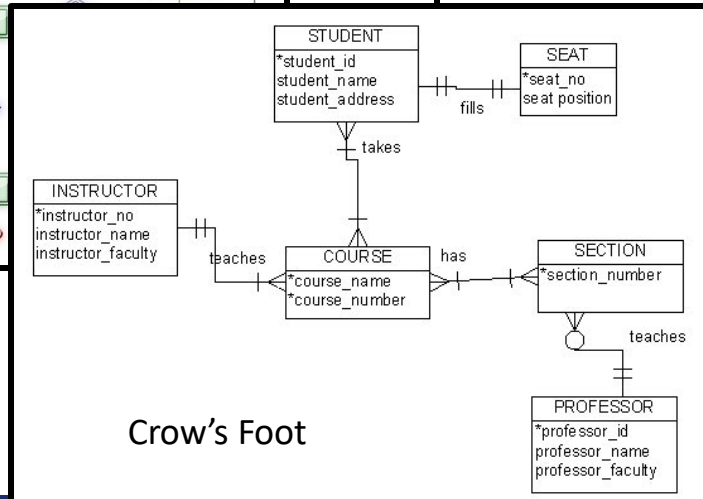 STUDENT
*student_id
student_name
student_address
SEAT
*seat_no
seat position
fills
takes
INSTRUCTOR
*instructor_no
instructor_name
instructor_faculty
teaches
COURSE
*course_name
*course_number
has
SECTION
*section_number
teaches
PROFESSOR
*professor_id
professor_name
professor_faculty
Crow’s Foot